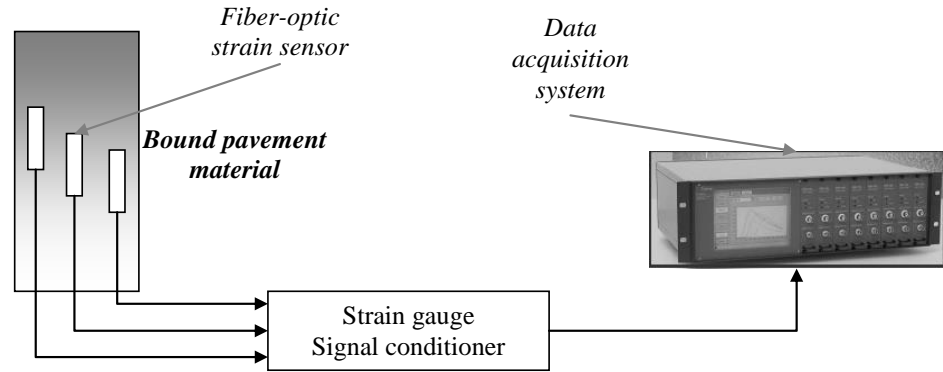 Fiber-optic
strain sensor
Data
acquisition
system
Bound pavement
material
Strain gauge
Signal conditioner